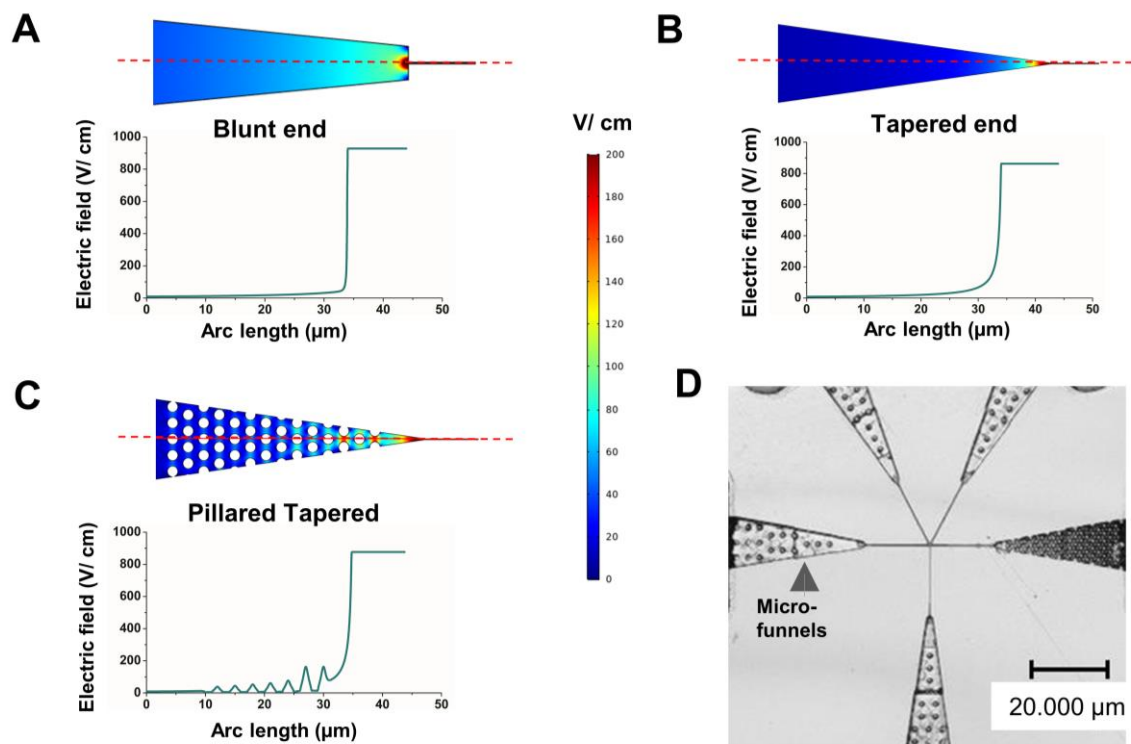 A
B
Blunt end
V/ cm
Tapered end
Electric field (V/ cm)
1000
800
600
400
200
0
0 10 20 30 40 50
Arc length (µm)
200
180
160
140
120
100
80
60
40
20
0
Electric field (V/ cm)
1000
800
600
400
200
0
0 10 20 30 40 50
Arc length (µm)
C
Pillared Tapered
Electric field (V/ cm)
1000
800
600
400
200
0
0 10 20 30 40 50
Arc length (µm)
D
Micro-
funnels
20.000 µm